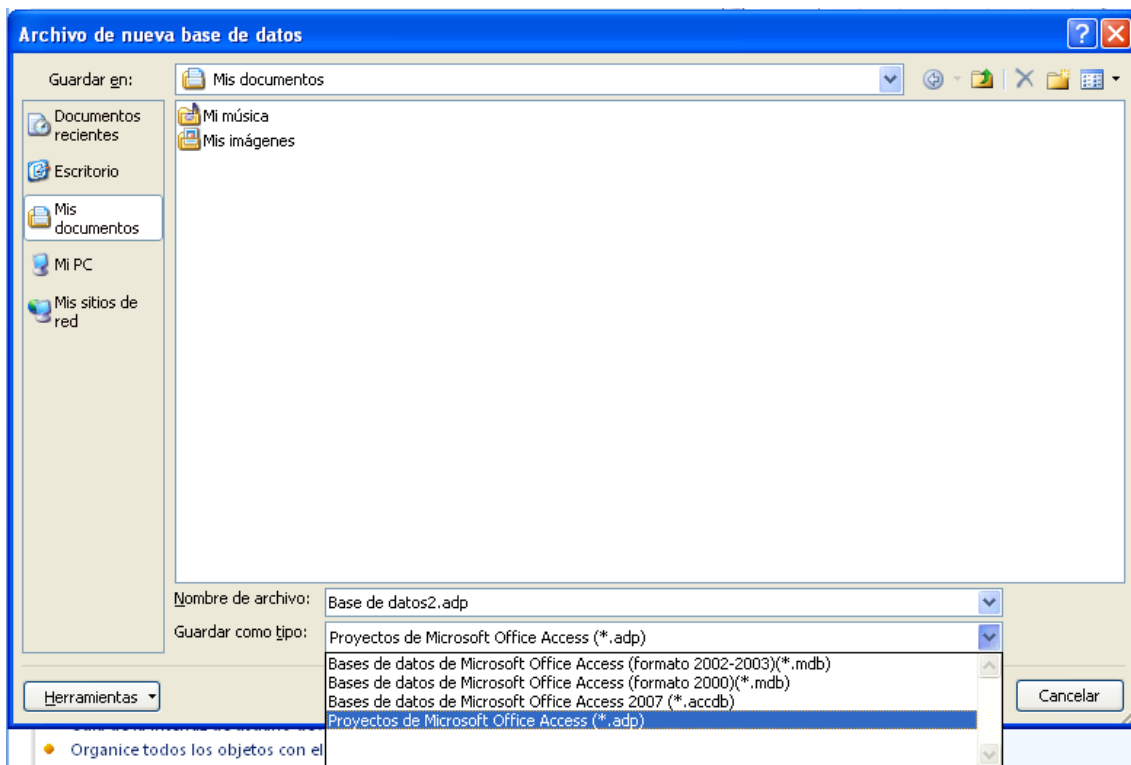 Archivo de nueva base de datos
Guardar en:
Mis documentos
Documentos
recientes
Escritorio
Mis
documentos
Mi PC
Mis sitios de
red
Mi música
Mis imágenes
Nombre de archivo:
Base de datos2.adp
Guardar como tipo:
Proyectos de Microsoft Office Access (*.adp)
Bases de datos de Microsoft Office Access (formato 2002-2003)(*.mdb)
Bases de datos de Microsoft Office Access (formato 2000)(*.mdb)
Bases de datos de Microsoft Office Access 2007 (*.accdb)
Proyectos de Microsoft Office Access (*.adp)
Herramientas
Cancelar
Organice todos los objetos con el